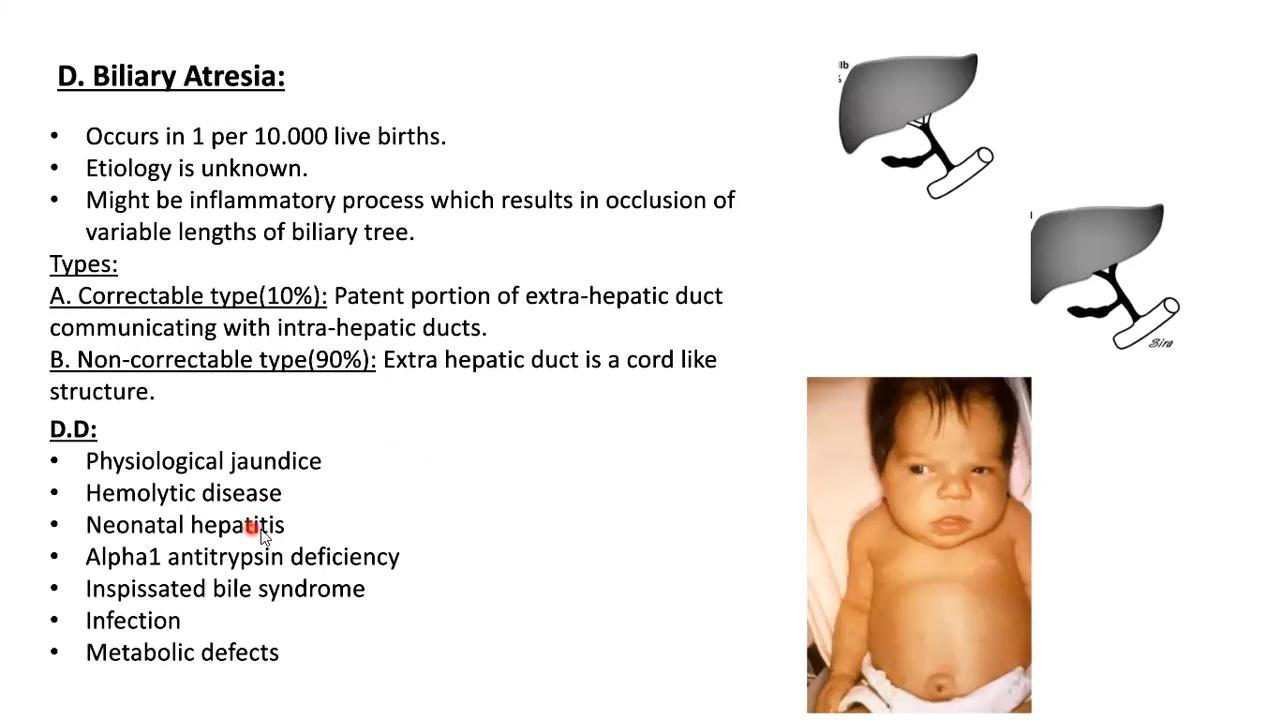 D. Biliary Atresia:
• Occurs in 1 per 10.000 live births.
• Etiology is unknown.
• Might be inflammatory process which results in occlusion of
variable lengths of biliary tree.
Types:
A. Correctable type(10%): Patent portion of extra-hepatic duct
communicating with intra-hepatic ducts.
B. Non-correctable type(90%): Extra hepatic duct is a cord like
structure.
D.D:
• Physiological jaundice
• Hemolytic disease
• Neonatal hepatitis
• Alpha1 antitrypsin deficiency
• Inspissated bile syndrome
• Infection
• Metabolic defects